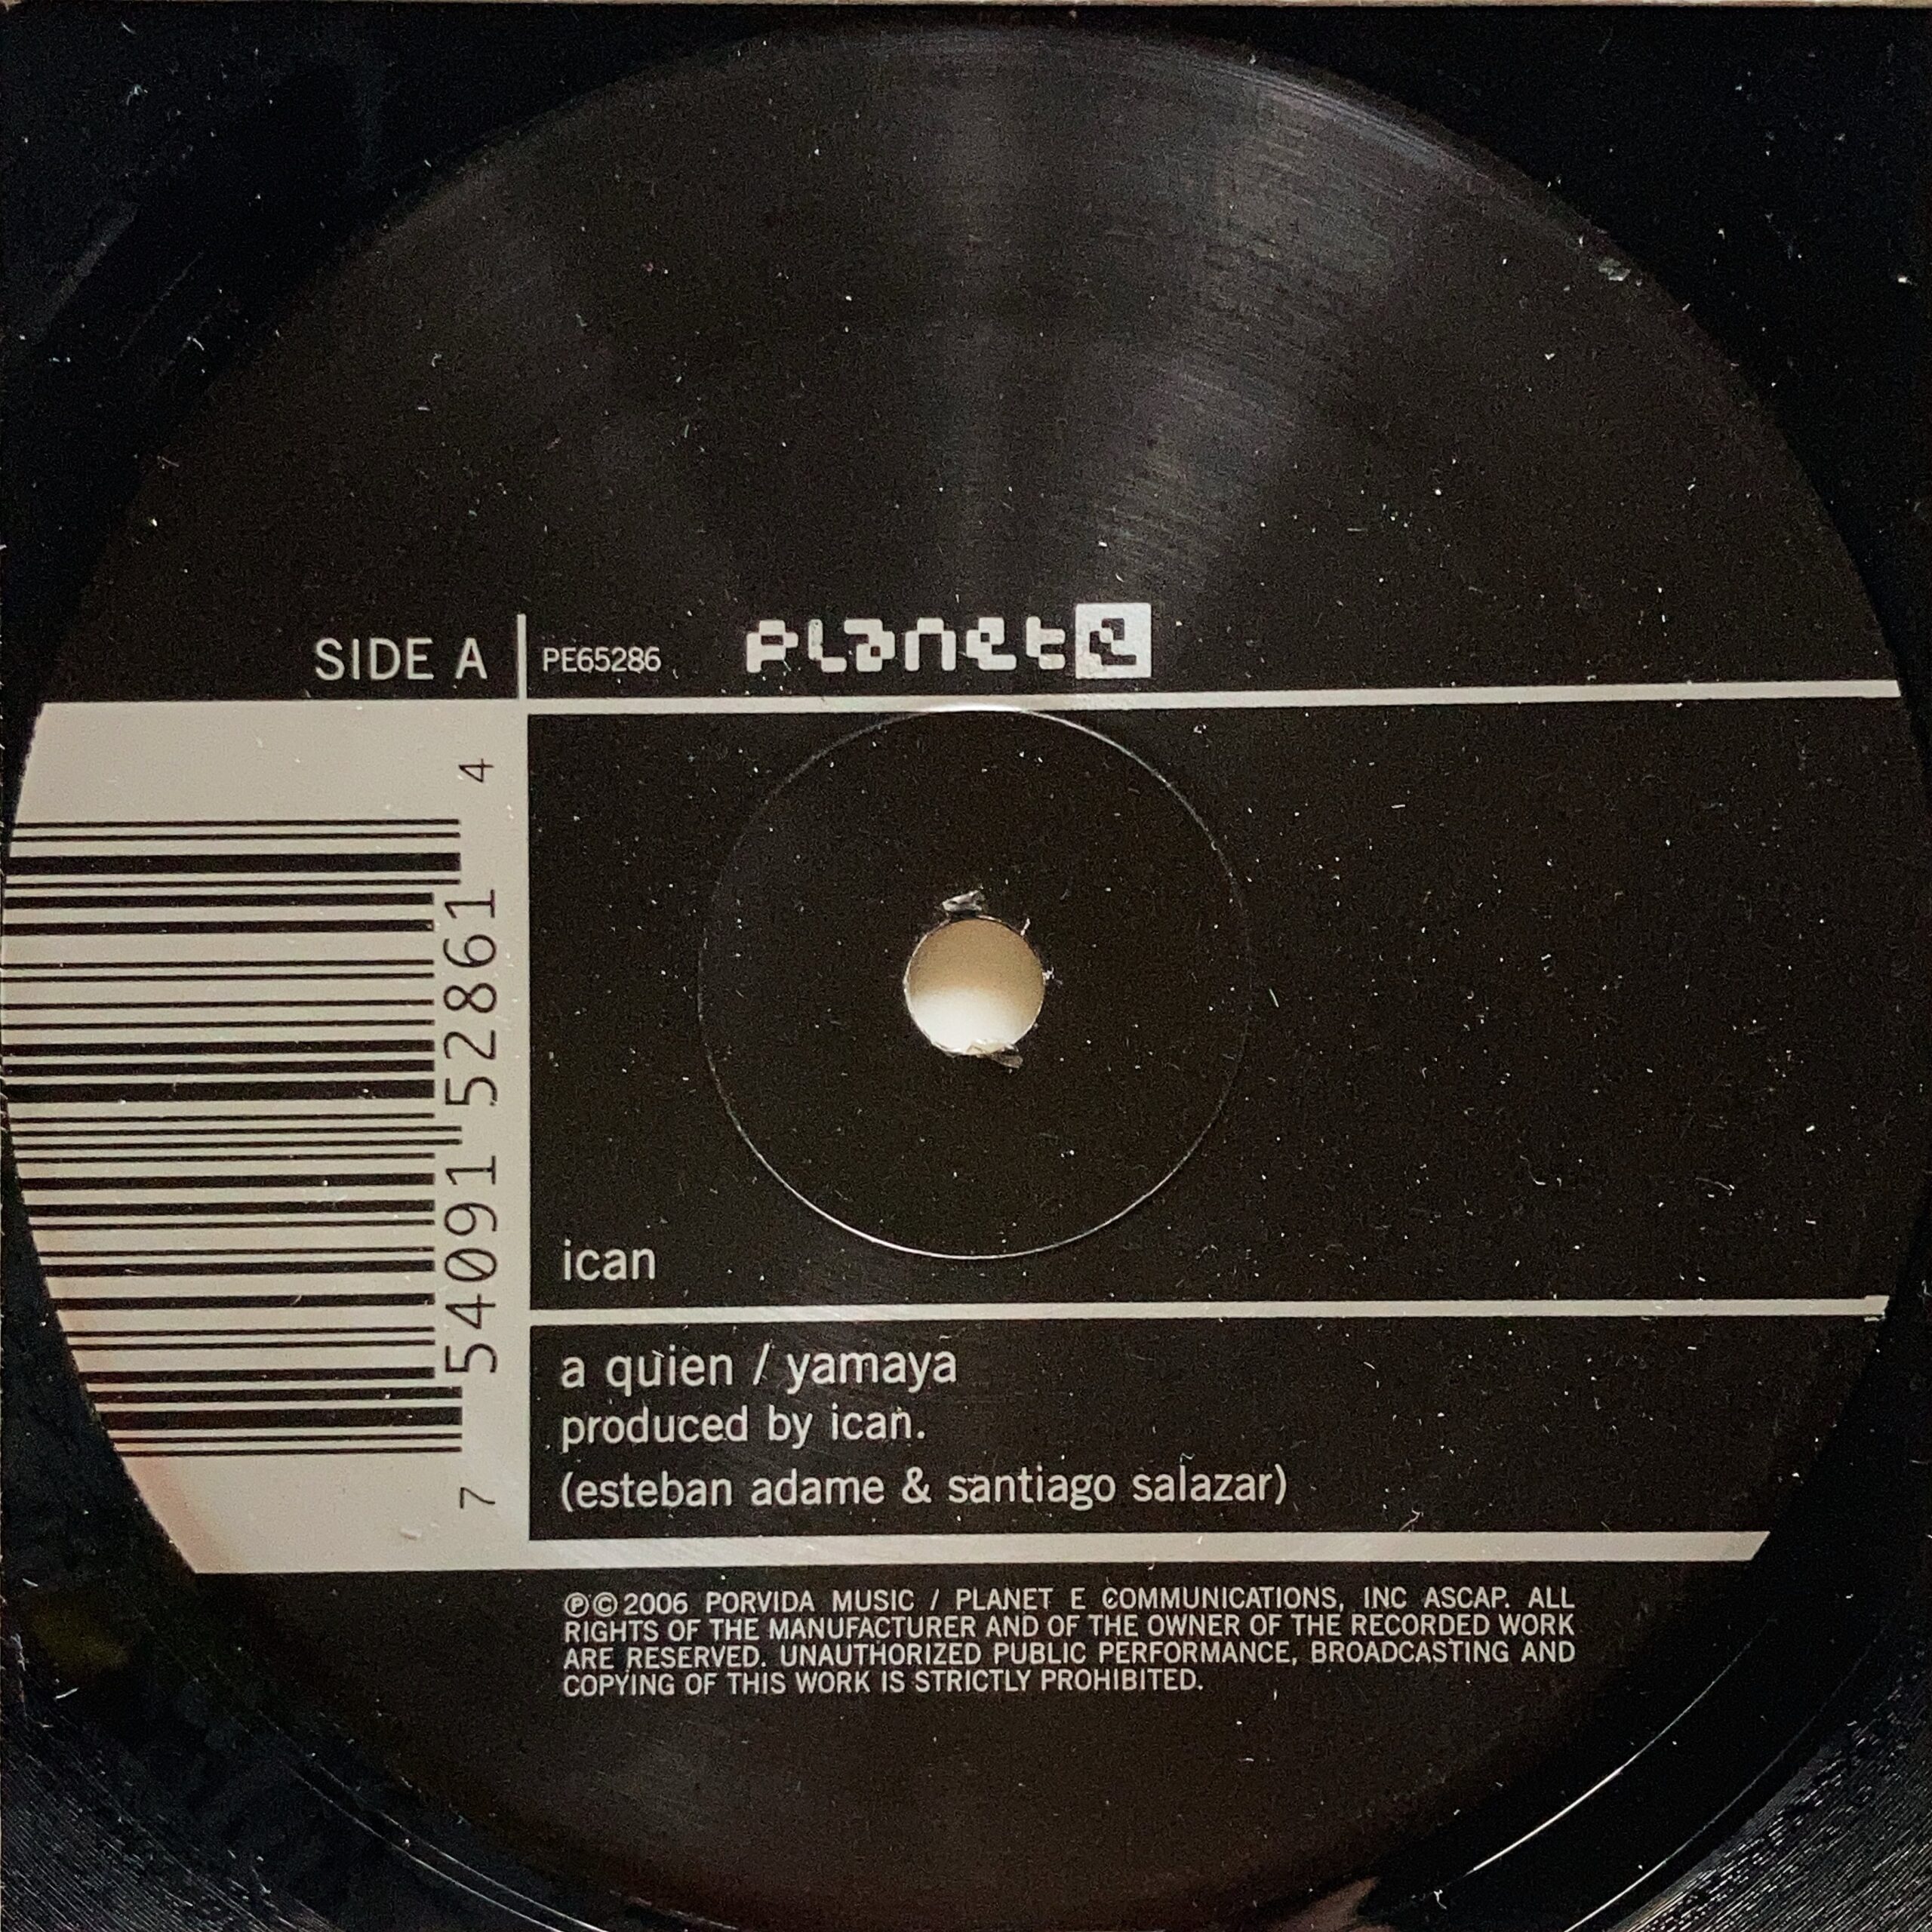 SIDE A
PE65286
planet e
7 54091 52861 4
ican
a quien / yamaya
produced by ican.
(esteban adame & santiago salazar)
℗©2006 PORVIDA MUSIC / PLANET E COMMUNICATIONS, INC ASCAP. ALL
RIGHTS OF THE MANUFACTURER AND OF THE OWNER OF THE RECORDED WORK
ARE RESERVED. UNAUTHORIZED PUBLIC PERFORMANCE, BROADCASTING AND
COPYING OF THIS WORK IS STRICTLY PROHIBITED.